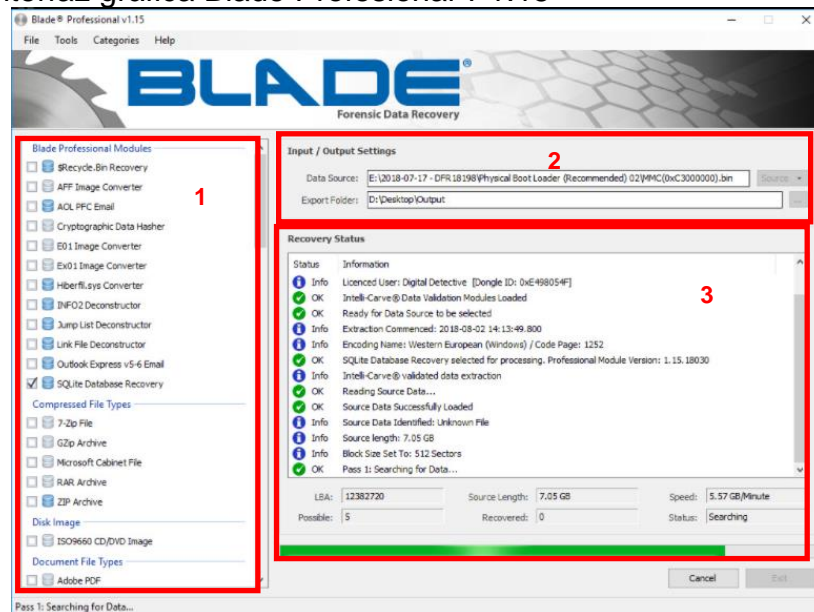 Blade Professional v 1.15
Blade® Professional v1.15
File Tools Categories Help
BLADE®
Forensic Data Recovery
1
Blade Professional Modules
$Recycle.Bin Recovery
AFF Image Converter
AOL PFC Email
Cryptographic Data Hasher
E01 Image Converter
Ex01 Image Converter
Hiberfil.sys Converter
INFO2 Deconstructor
Jump List Deconstructor
Link File Deconstructor
Outlook Express v5-6 Email
SQLite Database Recovery
Compressed File Types
7-Zip File
GZip Archive
Microsoft Cabinet File
RAR Archive
ZIP Archive
Disk Image
ISO9660 CD/DVD Image
Document File Types
Adobe PDF
Input / Output Settings
2
Data Source: E:\2018-07-17 - DFR18198\Physical Boot Loader (Recommended) 02\MMC(0xC3000000).bin Source
Export Folder: D:\Desktop\Output ...
Recovery Status
3
Status Information
Info Licenced User: Digital Detective [Dongle ID: 0xE498054F]
OK Intelli-Carve® Data Validation Modules Loaded
OK Ready for Data Source to be selected
Info Extraction Commenced: 2018-08-02 14:13:49.800
Info Encoding Name: Western European (Windows) / Code Page: 1252
OK SQLite Database Recovery selected for processing. Professional Module Version: 1.15.18030
Info Intelli-Carve® validated data extraction
OK Reading Source Data...
OK Source Data Successfully Loaded
Info Source Data Identified: Unknown File
Info Source length: 7.05 GB
Info Block Size Set To: 512 Sectors
OK Pass 1: Searching for Data...
LBA: 12382720 Source Length: 7.05 GB Speed: 5.57 GB/Minute
Possible: 5 Recovered: 0 Status: Searching
Cancel Exit
Pass 1: Searching for Data...